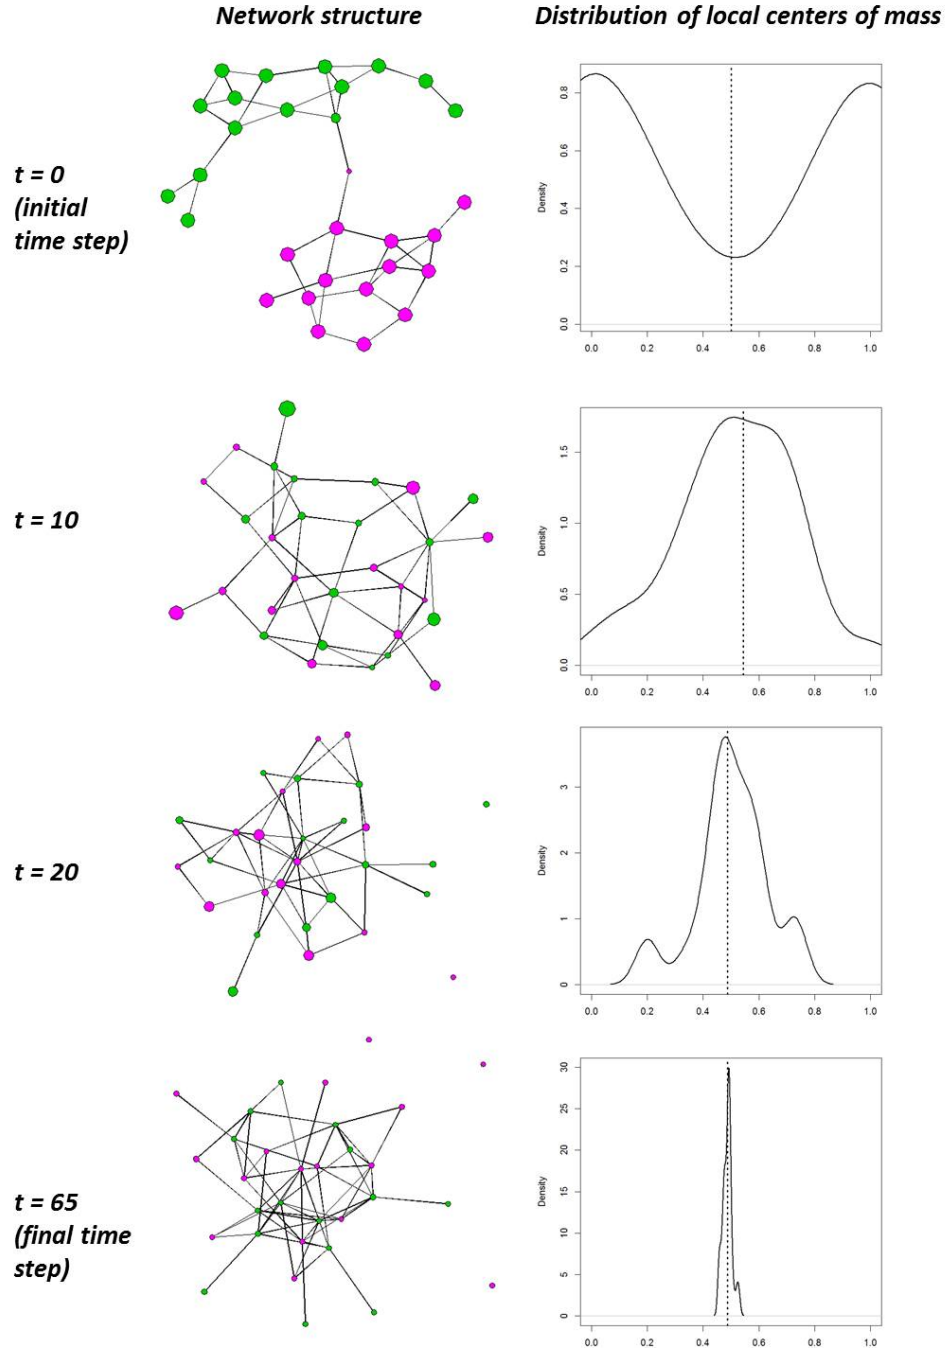 Network structure
Distribution of local centers of mass
t = 0
(initial
time step)
Density
0.0
0.2
0.4
0.6
0.8
0.0 0.2 0.4 0.6 0.8 1.0
t = 10
Density
0.0
0.5
1.0
1.5
0.0 0.2 0.4 0.6 0.8 1.0
t = 20
Density
0
1
2
3
0.0 0.2 0.4 0.6 0.8 1.0
t = 65
(final time
step)
Density
0
5
10
15
20
25
30
0.0 0.2 0.4 0.6 0.8 1.0